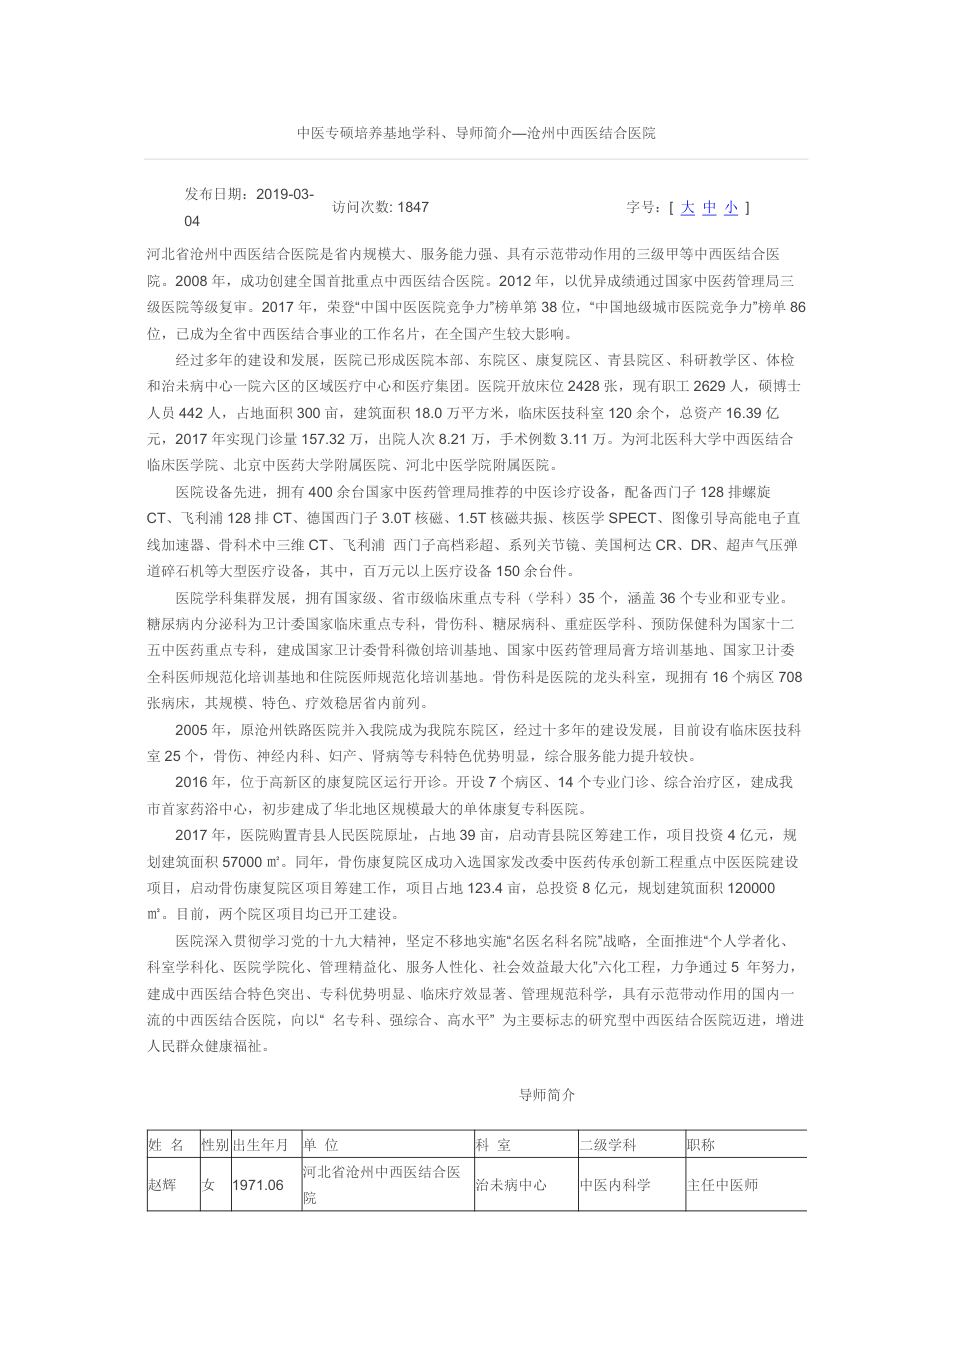 中医专硕培养基地学科、导师简介—沧州中西医结合医院
发布日期：2019-03-04
访问次数: 1847
字号：[ 大 中 小 ]
河北省沧州中西医结合医院是省内规模大、服务能力强、具有示范带动作用的三级甲等中西医结合医
院。2008 年，成功创建全国首批重点中西医结合医院。2012 年，以优异成绩通过国家中医药管理局三
级医院等级复审。2017 年，荣登“中国中医医院竞争力”榜单第 38 位，“中国地级城市医院竞争力”榜单 86
位，已成为全省中西医结合事业的工作名片，在全国产生较大影响。
经过多年的建设和发展，医院已形成医院本部、东院区、康复院区、青县院区、科研教学区、体检
和治未病中心一院六区的区域医疗中心和医疗集团。医院开放床位 2428 张，现有职工 2629 人，硕博士
人员 442 人，占地面积 300 亩，建筑面积 18.0 万平方米，临床医技科室 120 余个，总资产 16.39 亿
元，2017 年实现门诊量 157.32 万，出院人次 8.21 万，手术例数 3.11 万。为河北医科大学中西医结合
临床医学院、北京中医药大学附属医院、河北中医学院附属医院。
医院设备先进，拥有 400 余台国家中医药管理局推荐的中医诊疗设备，配备西门子 128 排螺旋
CT、飞利浦 128 排 CT、德国西门子 3.0T 核磁、1.5T 核磁共振、核医学 SPECT、图像引导高能电子直
线加速器、骨科术中三维 CT、飞利浦 西门子高档彩超、系列关节镜、美国柯达 CR、DR、超声气压弹
道碎石机等大型医疗设备，其中，百万元以上医疗设备 150 余台件。
医院学科集群发展，拥有国家级、省市级临床重点专科（学科）35 个，涵盖 36 个专业和亚专业。
糖尿病内分泌科为卫计委国家临床重点专科，骨伤科、糖尿病科、重症医学科、预防保健科为国家十二
五中医药重点专科，建成国家卫计委骨科微创培训基地、国家中医药管理局膏方培训基地、国家卫计委
全科医师规范化培训基地和住院医师规范化培训基地。骨伤科是医院的龙头科室，现拥有 16 个病区 708
张病床，其规模、特色、疗效稳居省内前列。
2005 年，原沧州铁路医院并入我院成为我院东院区，经过十多年的建设发展，目前设有临床医技科
室 25 个，骨伤、神经内科、妇产、肾病等专科特色优势明显，综合服务能力提升较快。
2016 年，位于高新区的康复院区运行开诊。开设 7 个病区、14 个专业门诊、综合治疗区，建成我
市首家药浴中心，初步建成了华北地区规模最大的单体康复专科医院。
2017 年，医院购置青县人民医院原址，占地 39 亩，启动青县院区筹建工作，项目投资 4 亿元，规
划建筑面积 57000 ㎡。同年，骨伤康复院区成功入选国家发改委中医药传承创新工程重点中医医院建设
项目，启动骨伤康复院区项目筹建工作，项目占地 123.4 亩，总投资 8 亿元，规划建筑面积 120000
㎡。目前，两个院区项目均已开工建设。
医院深入贯彻学习党的十九大精神，坚定不移地实施“名医名科名院”战略，全面推进“个人学者化、
科室学科化、医院学院化、管理精益化、服务人性化、社会效益最大化”六化工程，力争通过 5 年努力，
建成中西医结合特色突出、专科优势明显、临床疗效显著、管理规范科学，具有示范带动作用的国内一
流的中西医结合医院，向以“ 名专科、强综合、高水平” 为主要标志的研究型中西医结合医院迈进，增进
人民群众健康福祉。
导师简介
姓 名 性别 出生年月 单 位 科 室 二级学科 职称
赵辉 女 1971.06 河北省沧州中西医结合医院 治未病中心 中医内科学 主任中医师